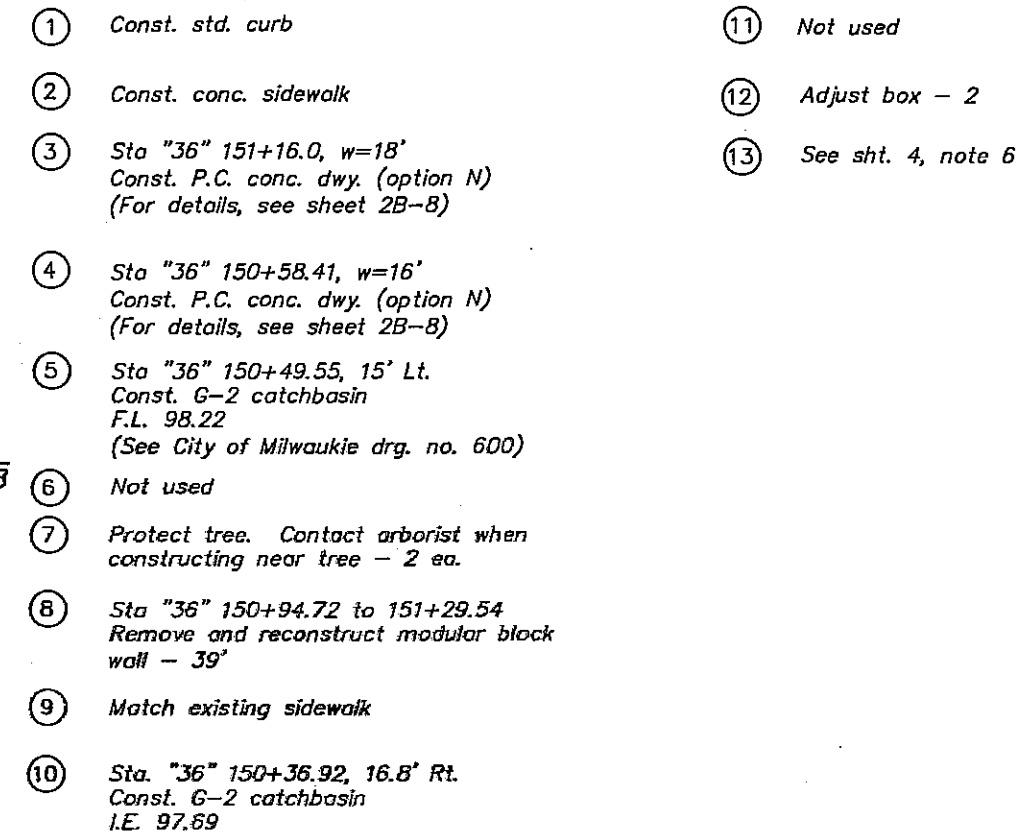 1 Const. std. curb
2 Const. conc. sidewalk
3 Sta "36" 151+16.0, w=18'
Const. P.C. conc. dwy. (option N)
(For details, see sheet 2B-8)
4 Sta "36" 150+58.41, w=16'
Const. P.C. conc. dwy. (option N)
(For details, see sheet 2B-8)
5 Sta "36" 150+49.55, 15' Lt.
Const. G-2 catchbasin
F.L. 98.22
(See City of Milwaukie drg. no. 600)
6 Not used
7 Protect tree. Contact arborist when
constructing near tree - 2 ea.
8 Sta "36" 150+94.72 to 151+29.54
Remove and reconstruct modular block
wall - 39'
9 Match existing sidewalk
10 Sta. "36" 150+36.92, 16.8' Rt.
Const. G-2 catchbasin
I.E. 97.69
11 Not used
12 Adjust box - 2
13 See sht. 4, note 6